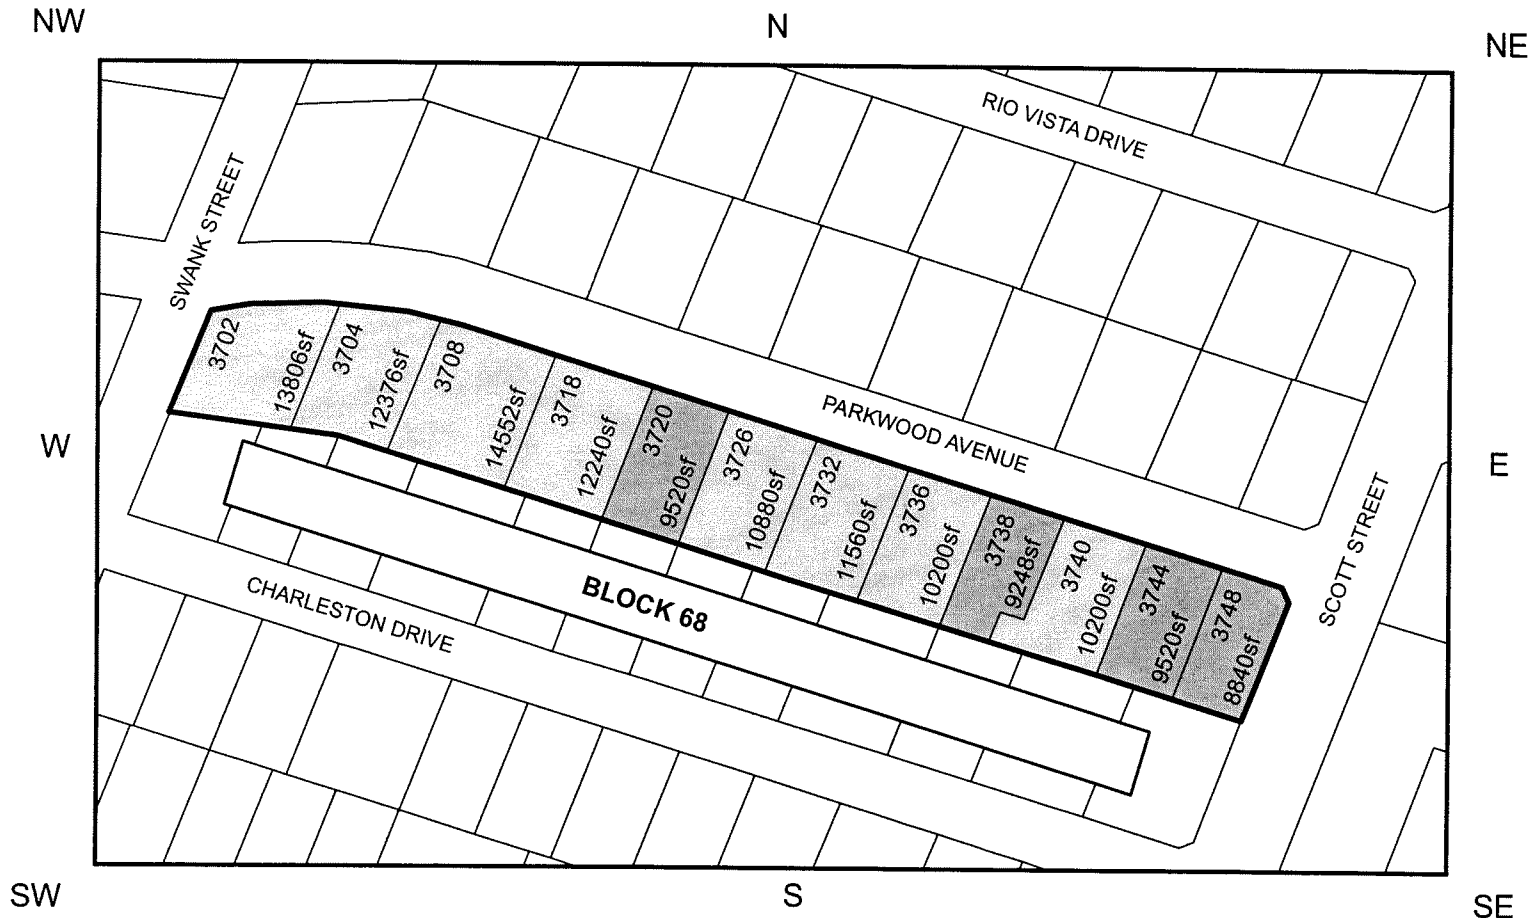 NW
N
NE
RIO VISTA DRIVE
SWANK STREET
3702
13806sf
3704
12376sf
3708
14552sf
3718
12240sf
3720
9520sf
3726
10880sf
3732
11560sf
3736
10200sf
3738
9248sf
3740
10200sf
3744
9520sf
3748
8840sf
PARKWOOD AVENUE
W
E
SCOTT STREET
BLOCK 68
CHARLESTON DRIVE
SW
S
SE